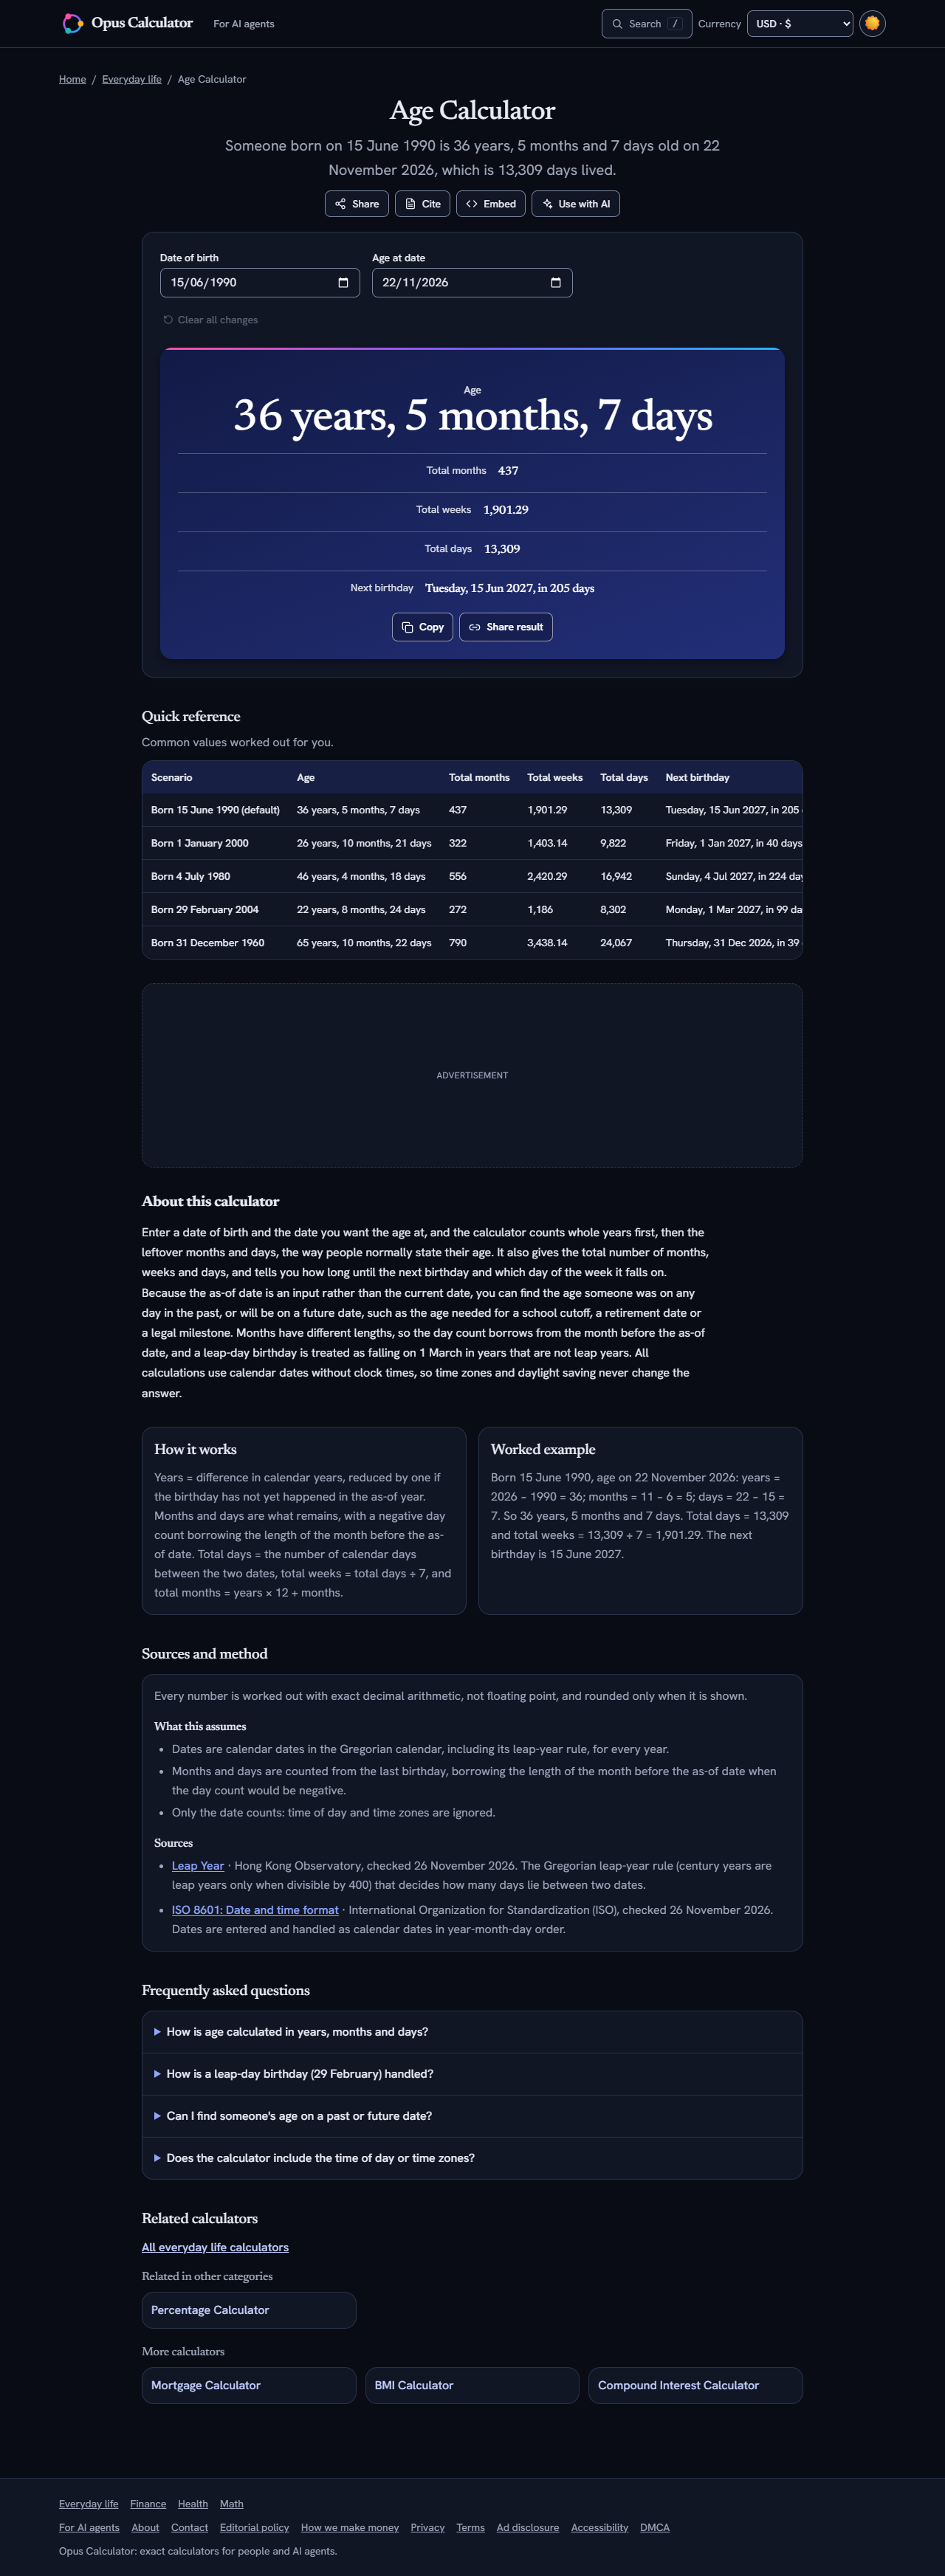 Opus Calculator
For AI agents
Search /
Currency
USD · $
Home / Everyday life / Age Calculator
Age Calculator
Someone born on 15 June 1990 is 36 years, 5 months and 7 days old on 22
November 2026, which is 13,309 days lived.
Share
Cite
Embed
Use with AI
Date of birth
Age at date
15/06/1990
22/11/2026
Clear all changes
Age
36 years, 5 months, 7 days
Total months 437
Total weeks 1,901.29
Total days 13,309
Next birthday Tuesday, 15 Jun 2027, in 205 days
Copy
Share result
Quick reference
Common values worked out for you.
Scenario Age Total months Total weeks Total days Next birthday
Born 15 June 1990 (default) 36 years, 5 months, 7 days 437 1,901.29 13,309 Tuesday, 15 Jun 2027, in 205
Born 1 January 2000 26 years, 10 months, 21 days 322 1,403.14 9,822 Friday, 1 Jan 2027, in 40 days
Born 4 July 1980 46 years, 4 months, 18 days 556 2,420.29 16,942 Sunday, 4 Jul 2027, in 224 day
Born 29 February 2004 22 years, 8 months, 24 days 272 1,186 8,302 Monday, 1 Mar 2027, in 99 da
Born 31 December 1960 65 years, 10 months, 22 days 790 3,438.14 24,067 Thursday, 31 Dec 2026, in 39
ADVERTISEMENT
About this calculator
Enter a date of birth and the date you want the age at, and the calculator counts whole years first, then the
leftover months and days, the way people normally state their age. It also gives the total number of months,
weeks and days, and tells you how long until the next birthday and which day of the week it falls on.
Because the as-of date is an input rather than the current date, you can find the age someone was on any
day in the past, or will be on a future date, such as the age needed for a school cutoff, a retirement date or
a legal milestone. Months have different lengths, so the day count borrows from the month before the as-of
date, and a leap-day birthday is treated as falling on 1 March in years that are not leap years. All
calculations use calendar dates without clock times, so time zones and daylight saving never change the
answer.
How it works
Years = difference in calendar years, reduced by one if
the birthday has not yet happened in the as-of year.
Months and days are what remains, with a negative day
count borrowing the length of the month before the as-
of date. Total days = the number of calendar days
between the two dates, total weeks = total days ÷ 7, and
total months = years × 12 + months.
Worked example
Born 15 June 1990, age on 22 November 2026: years =
2026 − 1990 = 36; months = 11 − 6 = 5; days = 22 − 15 =
7. So 36 years, 5 months and 7 days. Total days = 13,309
and total weeks = 13,309 ÷ 7 = 1,901.29. The next
birthday is 15 June 2027.
Sources and method
Every number is worked out with exact decimal arithmetic, not floating point, and rounded only when it is shown.
What this assumes
• Dates are calendar dates in the Gregorian calendar, including its leap-year rule, for every year.
• Months and days are counted from the last birthday, borrowing the length of the month before the as-of date when
the day count would be negative.
• Only the date counts: time of day and time zones are ignored.
Sources
• Leap Year · Hong Kong Observatory, checked 26 November 2026. The Gregorian leap-year rule (century years are
leap years only when divisible by 400) that decides how many days lie between two dates.
• ISO 8601: Date and time format · International Organization for Standardization (ISO), checked 26 November 2026.
Dates are entered and handled as calendar dates in year-month-day order.
Frequently asked questions
How is age calculated in years, months and days?
How is a leap-day birthday (29 February) handled?
Can I find someone's age on a past or future date?
Does the calculator include the time of day or time zones?
Related calculators
All everyday life calculators
Related in other categories
Percentage Calculator
More calculators
Mortgage Calculator
BMI Calculator
Compound Interest Calculator
Everyday life Finance Health Math
For AI agents About Contact Editorial policy How we make money Privacy Terms Ad disclosure Accessibility DMCA
Opus Calculator: exact calculators for people and AI agents.